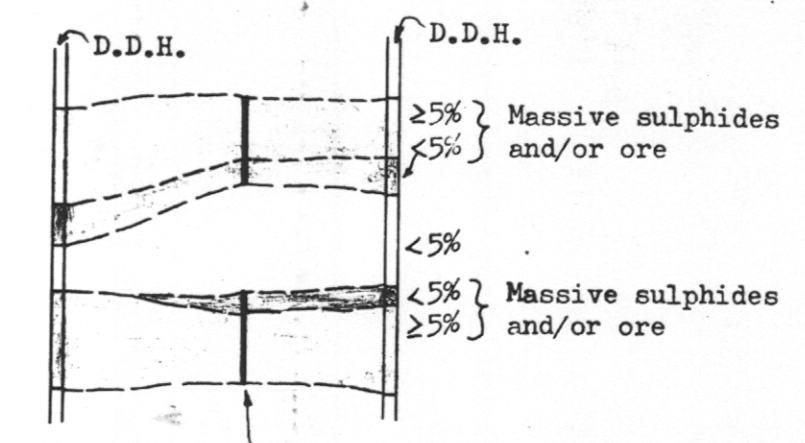 D.D.H.
D.D.H.
≥5% } Massive sulphides
<5% } and/or ore
<5%
<5% } Massive sulphides
≥5% } and/or ore